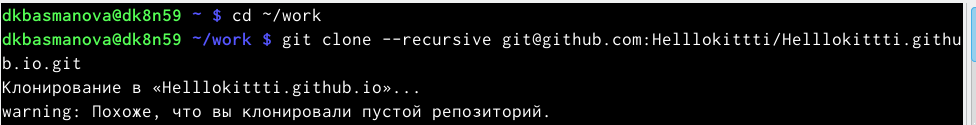 dkbasmanova@dk8n59 ~ $ cd ~/work
dkbasmanova@dk8n59 ~/work $ git clone --recursive git@github.com:Helllokittti/Helllokittti.githu
b.io.git
Клонирование в «Helllokittti.github.io»...
warning: Похоже, что вы клонировали пустой репозиторий.